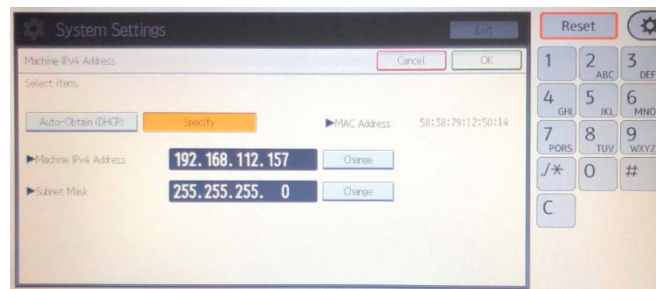 System Settings
Exit
Machine IPv4 Address
Cancel
OK
Select item.
Auto-Obtain (DHCP)
Specify
▶MAC Address
58:38:79:12:50:14
▶Machine IPv4 Address
192.168.112.157
Change
▶Subnet Mask
255.255.255. 0
Change
Reset
1
2 ABC
3 DEF
4 GHI
5 JKL
6 MNO
7 PQRS
8 TUV
9 WXYZ
./*
0
#
C